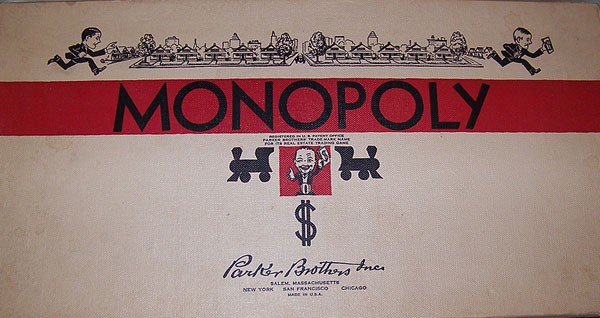 MONOPOLY
REGISTERED IN U. S. PATENT OFFICE
PARKER BROTHERS' TRADE MARK NAME
FOR ITS REAL ESTATE TRADING GAME
$
Parker Brothers Inc.
SALEM, MASSACHUSETTS
NEW YORK SAN FRANCISCO CHICAGO
MADE IN U.S.A.